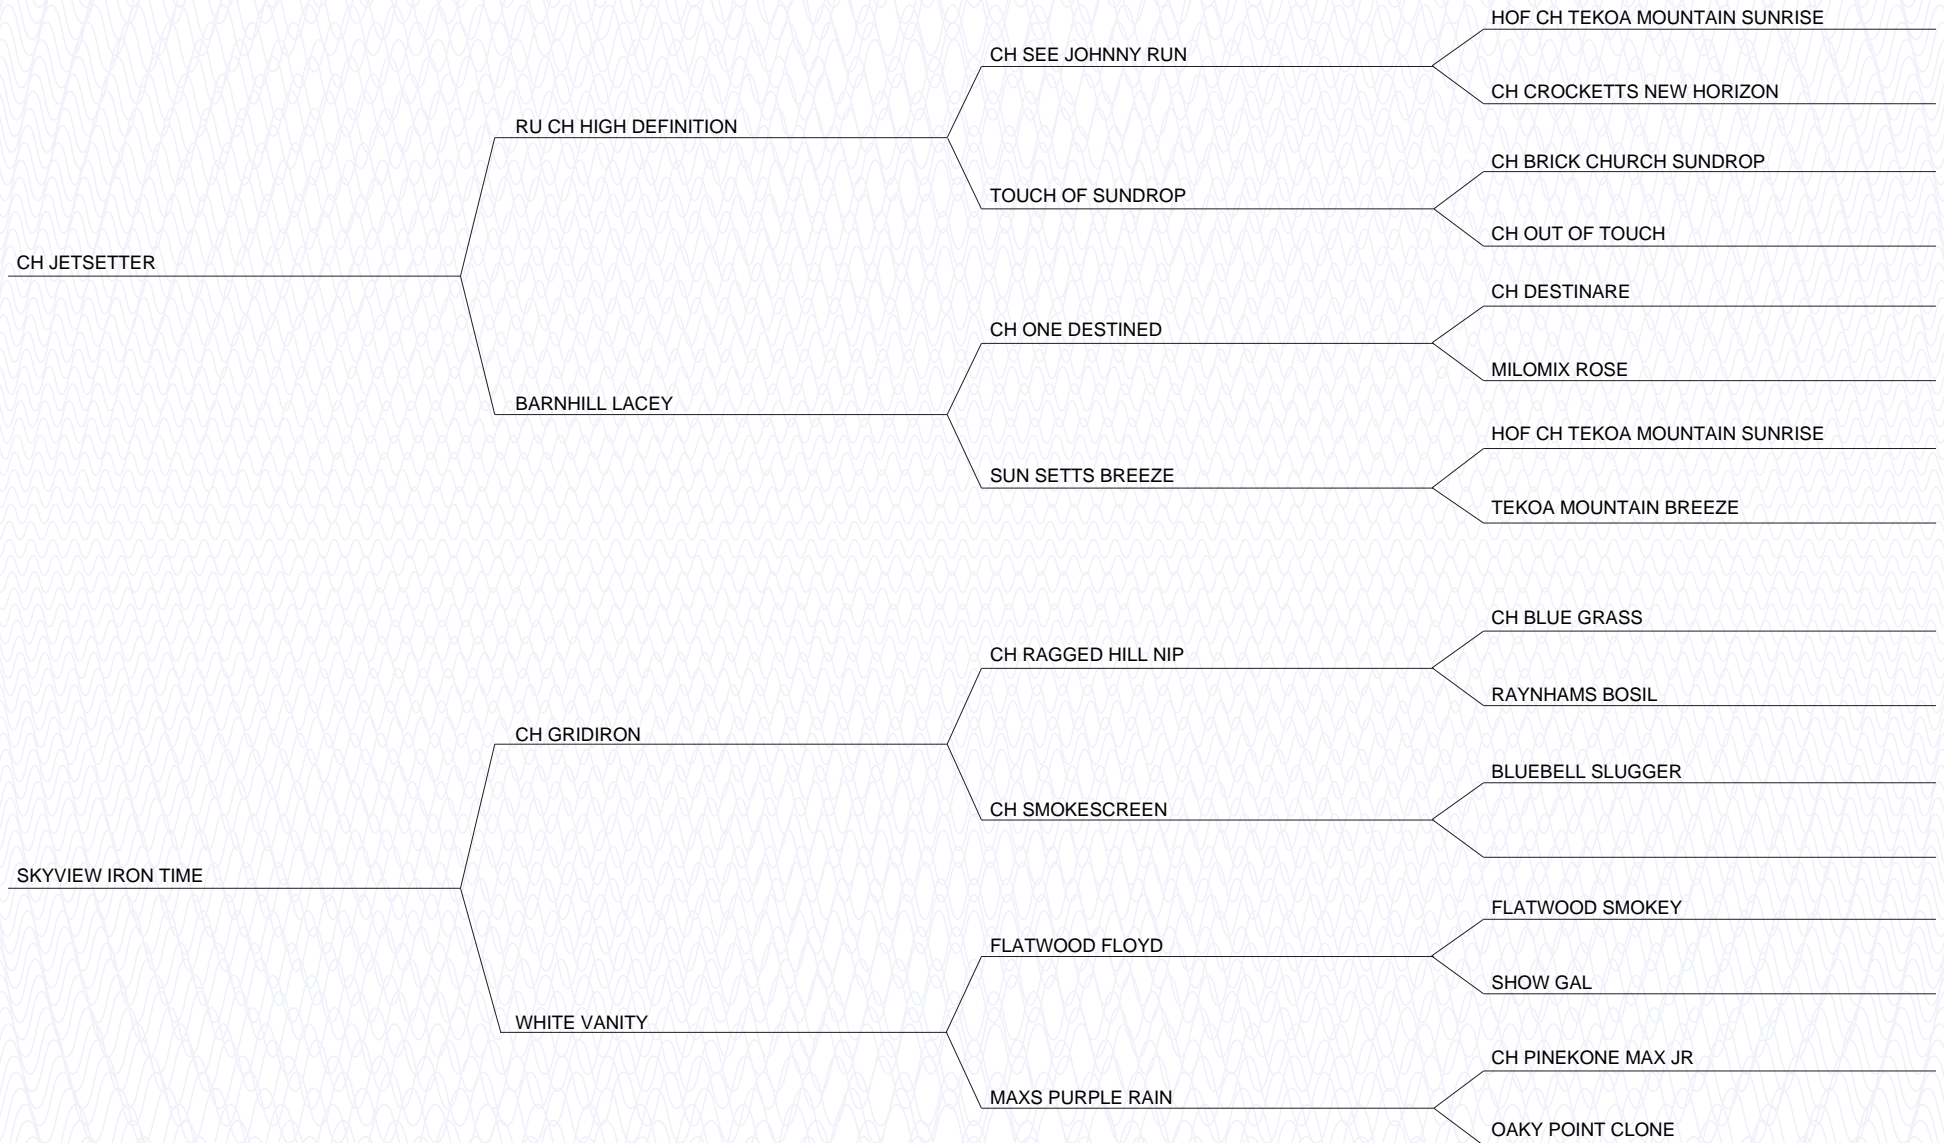 HOF CH TEKOA MOUNTAIN SUNRISE
CH SEE JOHNNY RUN
CH CROCKETTS NEW HORIZON
RU CH HIGH DEFINITION
CH BRICK CHURCH SUNDROP
TOUCH OF SUNDROP
CH OUT OF TOUCH
CH JETSETTER
CH DESTINARE
CH ONE DESTINED
MILOMIX ROSE
BARNHILL LACEY
HOF CH TEKOA MOUNTAIN SUNRISE
SUN SETTS BREEZE
TEKOA MOUNTAIN BREEZE
CH BLUE GRASS
CH RAGGED HILL NIP
RAYNHAMS BOSIL
CH GRIDIRON
BLUEBELL SLUGGER
CH SMOKESCREEN
SKYVIEW IRON TIME
FLATWOOD SMOKEY
FLATWOOD FLOYD
SHOW GAL
WHITE VANITY
CH PINEKONE MAX JR
MAXS PURPLE RAIN
OAKY POINT CLONE